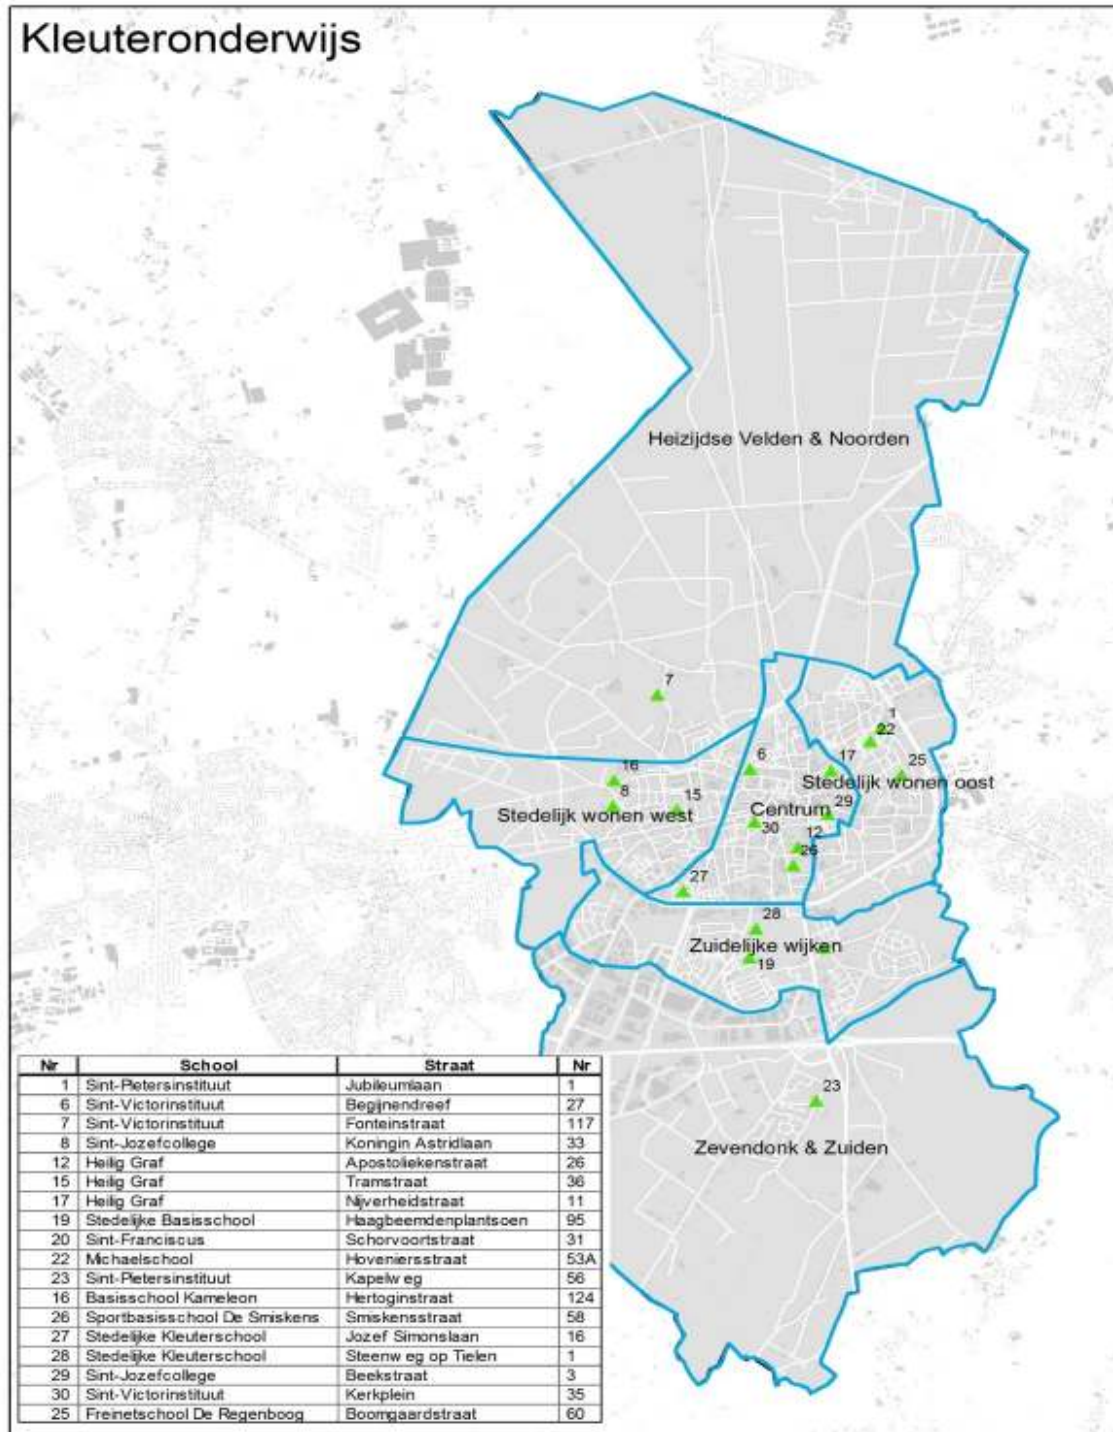 Kleuteronderwijs
Heizijdse Velden & Noorden
7
1
22
16
6
17
25
Stedelijk wonen oost
8
15
29
Centrum
Stedelijk wonen west
30
12
26
27
28
Zuidelijke wijken
19
23
Zevendonk & Zuiden
Nr School Straat Nr
1 Sint-Pietersinstituut Jubileumlaan 1
6 Sint-Victorinstituut Begijnendreef 27
7 Sint-Victorinstituut Fonteinstraat 117
8 Sint-Jozefcollege Koningin Astridlaan 33
12 Heilig Graf Apostoliekenstraat 26
15 Heilig Graf Tramstraat 36
17 Heilig Graf Nijverheidstraat 11
19 Stedelijke Basisschool Haagbeemdenplantsoen 95
20 Sint-Franciscus Schorvoortstraat 31
22 Michaelschool Hoveniersstraat 53A
23 Sint-Pietersinstituut Kapelweg 56
16 Basisschool Kameleon Hertoginstraat 124
26 Sportbasisschool De Smiskens Smiskensstraat 58
27 Stedelijke Kleuterschool Jozef Simonslaan 16
28 Stedelijke Kleuterschool Steenweg op Tielen 1
29 Sint-Jozefcollege Beekstraat 3
30 Sint-Victorinstituut Kerkplein 35
25 Freinetschool De Regenboog Boomgaardstraat 60